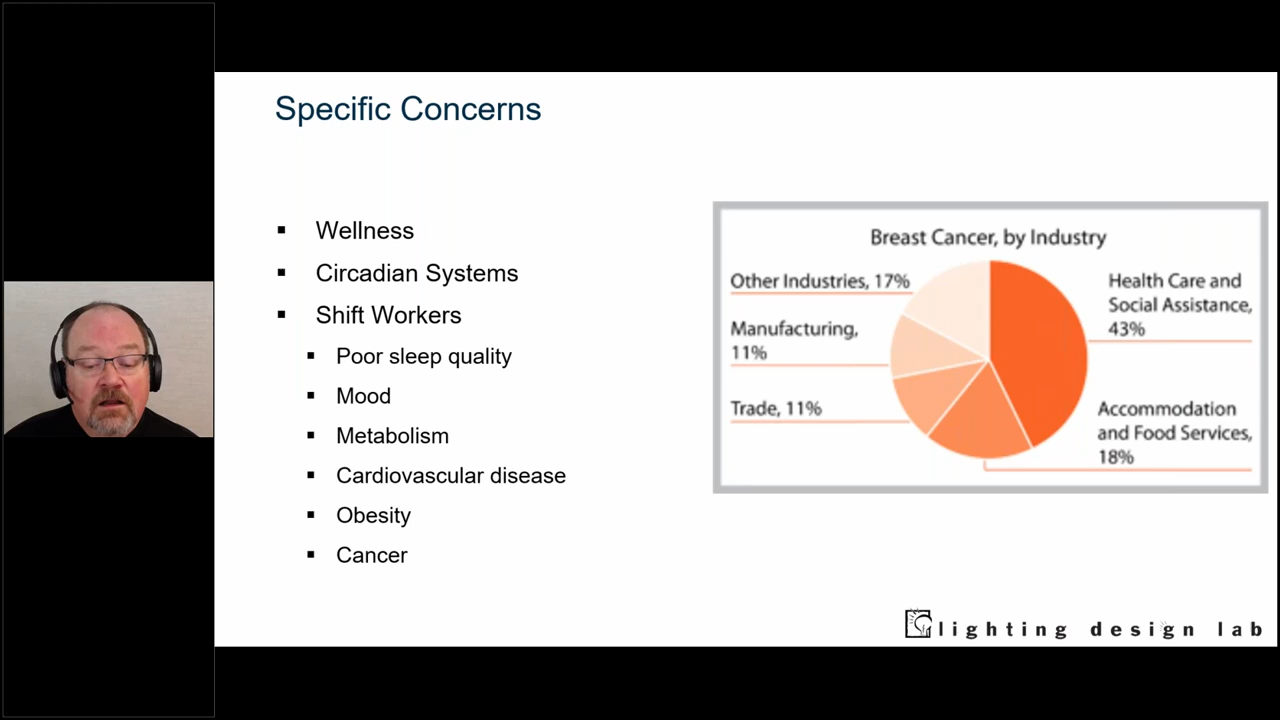 Specific Concerns
Wellness
Circadian Systems
Shift Workers
Poor sleep quality
Mood
Metabolism
Cardiovascular disease
Obesity
Cancer
Breast Cancer, by Industry
Other Industries, 17%
Manufacturing,
11%
Trade, 11%
Health Care and
Social Assistance,
43%
Accommodation
and Food Services,
18%
lighting design lab